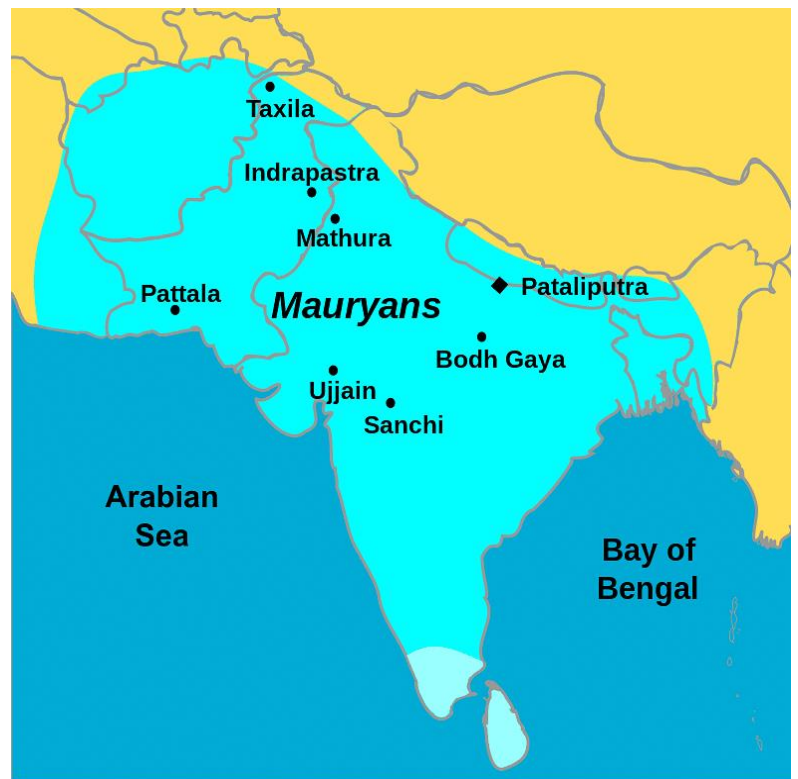 Taxila
Indrapastra
Mathura
Pattala
Mauryans
Pataliputra
Bodh Gaya
Ujjain
Sanchi
Arabian
Sea
Bay of
Bengal